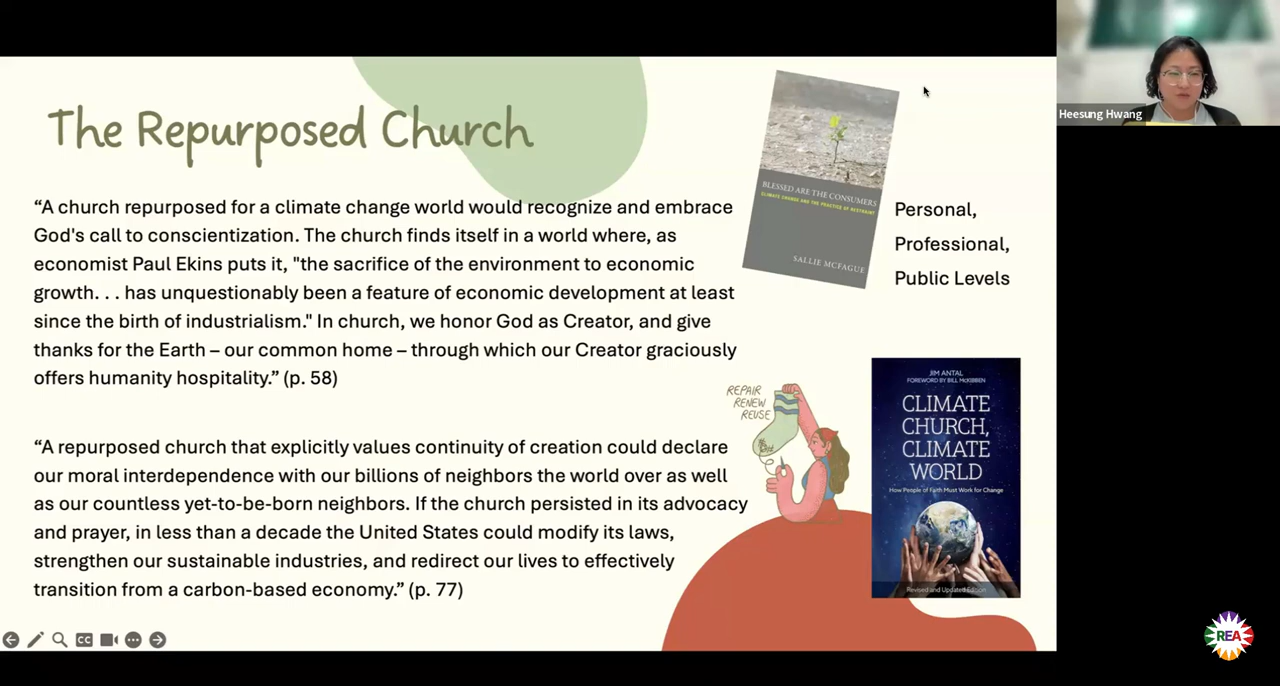 The Repurposed Church
“A church repurposed for a climate change world would recognize and embrace
God's call to conscientization. The church finds itself in a world where, as
economist Paul Ekins puts it, "the sacrifice of the environment to economic
growth. . . has unquestionably been a feature of economic development at least
since the birth of industrialism." In church, we honor God as Creator, and give
thanks for the Earth – our common home – through which our Creator graciously
offers humanity hospitality.” (p. 58)
“A repurposed church that explicitly values continuity of creation could declare
our moral interdependence with our billions of neighbors the world over as well
as our countless yet-to-be-born neighbors. If the church persisted in its advocacy
and prayer, in less than a decade the United States could modify its laws,
strengthen our sustainable industries, and redirect our lives to effectively
transition from a carbon-based economy.” (p. 77)
BLESSED ARE THE CONSUMERS
CLIMATE CHANGE AND THE PRACTICE OF RESTRAINT
SALLIE MCFAGUE
Personal,
Professional,
Public Levels
REPAIR
RENEW
REUSE
JIM ANTAL
FOREWORD BY BILL McKIBBEN
CLIMATE
CHURCH,
CLIMATE
WORLD
How People of Faith Must Work for Change
Revised and Updated Edition
Heesung Hwang
CC
REA